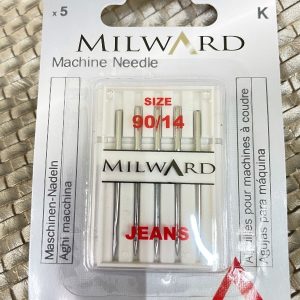 x 5
K
MILWARD
Machine Needle
SIZE
90/14
MILWARD
JEANS
Maschinen-Nadeln
Aghi macchina
Aiguilles pour machines à coudre
Agujas para máquina